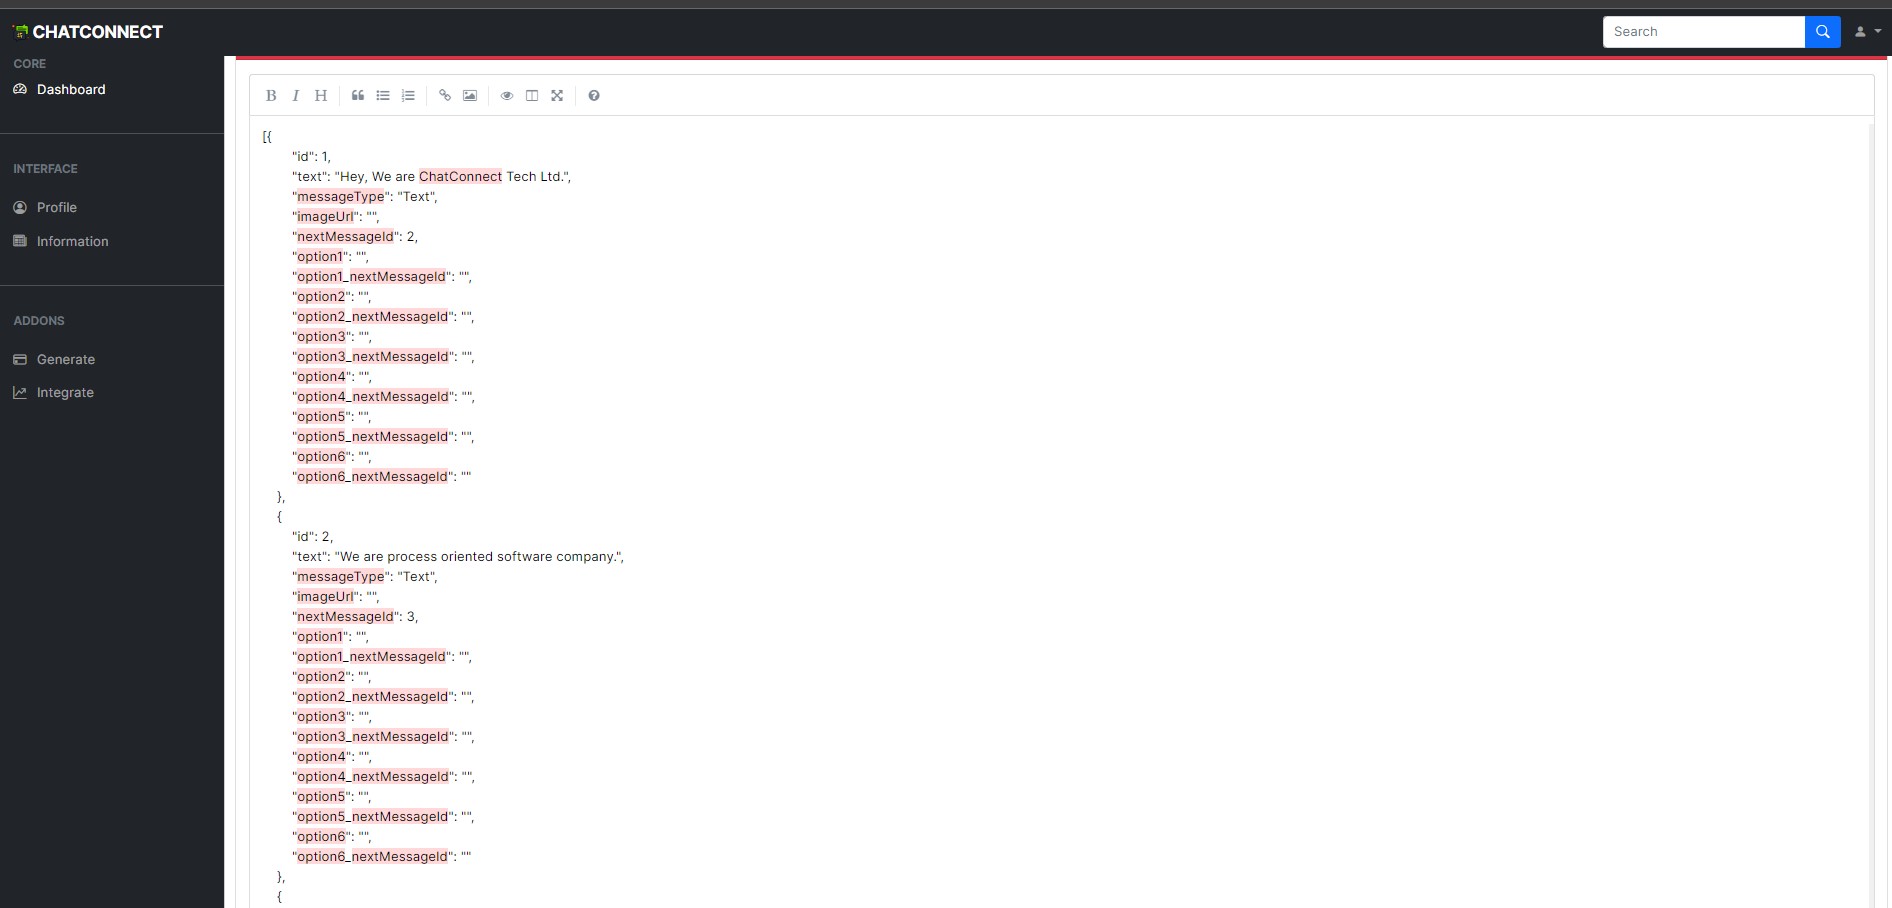 CHATCONNECT
Search
CORE
Dashboard
INTERFACE
Profile
Information
ADDONS
Generate
Integrate
B I H
[{
"id": 1,
"text": "Hey, We are ChatConnect Tech Ltd.",
"messageType": "Text",
"imageUrl": "",
"nextMessageId": 2,
"option1": "",
"option1_nextMessageId": "",
"option2": "",
"option2_nextMessageId": "",
"option3": "",
"option3_nextMessageId": "",
"option4": "",
"option4_nextMessageId": "",
"option5": "",
"option5_nextMessageId": "",
"option6": "",
"option6_nextMessageId": ""
},
{
"id": 2,
"text": "We are process oriented software company.",
"messageType": "Text",
"imageUrl": "",
"nextMessageId": 3,
"option1": "",
"option1_nextMessageId": "",
"option2": "",
"option2_nextMessageId": "",
"option3": "",
"option3_nextMessageId": "",
"option4": "",
"option4_nextMessageId": "",
"option5": "",
"option5_nextMessageId": "",
"option6": "",
"option6_nextMessageId": ""
},
{